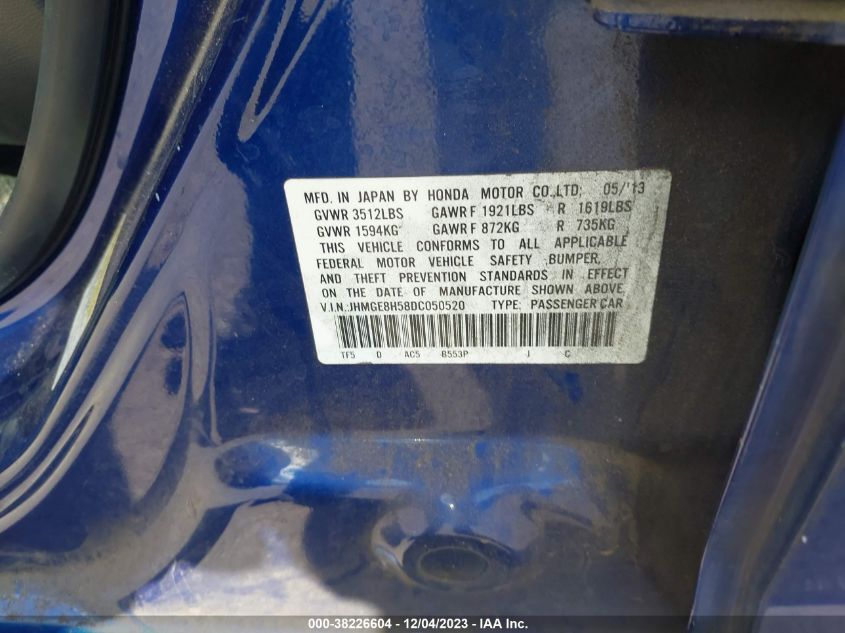 MFD. IN JAPAN BY HONDA MOTOR CO.,LTD. 05/'13
GVWR 3512LBS GAWR F 1921LBS R 1619LBS
GVWR 1594KG GAWR F 872KG R 735KG
THIS VEHICLE CONFORMS TO ALL APPLICABLE
FEDERAL MOTOR VEHICLE SAFETY, BUMPER,
AND THEFT PREVENTION STANDARDS IN EFFECT
ON THE DATE OF MANUFACTURE SHOWN ABOVE.
V.I.N.:JHMGE8H58DC050520 TYPE: PASSENGER CAR
TF5 0 AC5 B553P J C
000-38226604 - 12/04/2023 - IAA Inc.